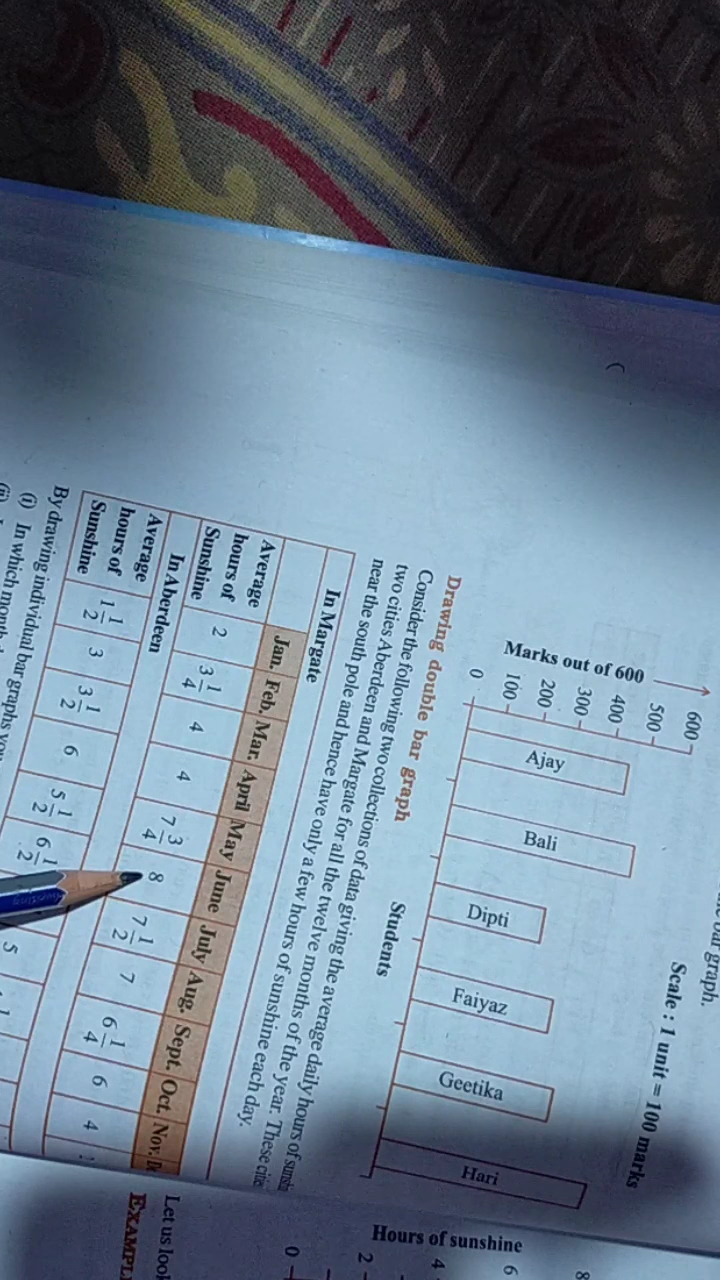 bar graph.
Scale : 1 unit = 100 marks
Marks out of 600
600
500
400
300
200
100
0
Ajay
Bali
Dipti
Faiyaz
Geetika
Hari
Students
Drawing double bar graph
Consider the following two collections of data giving the average daily hours of
two cities Aberdeen and Margate for all the twelve months of the year. These
near the south pole and hence have only a few hours of sunshine each day.
In Margate
Jan. Feb. Mar. April May June July Aug. Sept. Oct. Nov.
Average hours of Sunshine 2 3 1/4 4 4 7 3/4 8 7 1/2 7 6 1/4 6 4
In Aberdeen
Average hours of Sunshine 1 1/2 3 3 1/2 6 5 1/2 6 1/2 5
By drawing individual bar graphs
(i) In which
(ii)
Let us
Hours of sunshine
8
6
4
2
0